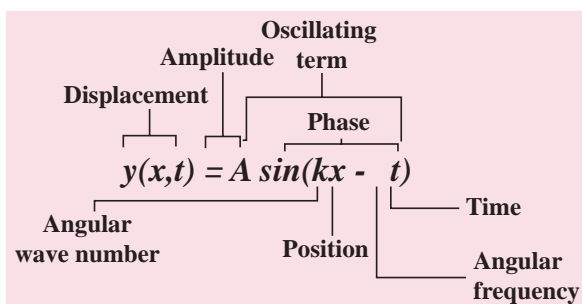 Oscillating
term
Amplitude
Displacement
Phase
y(x,t) = A sin(kx -   t)
Time
Angular
wave number
Position
Angular
frequency